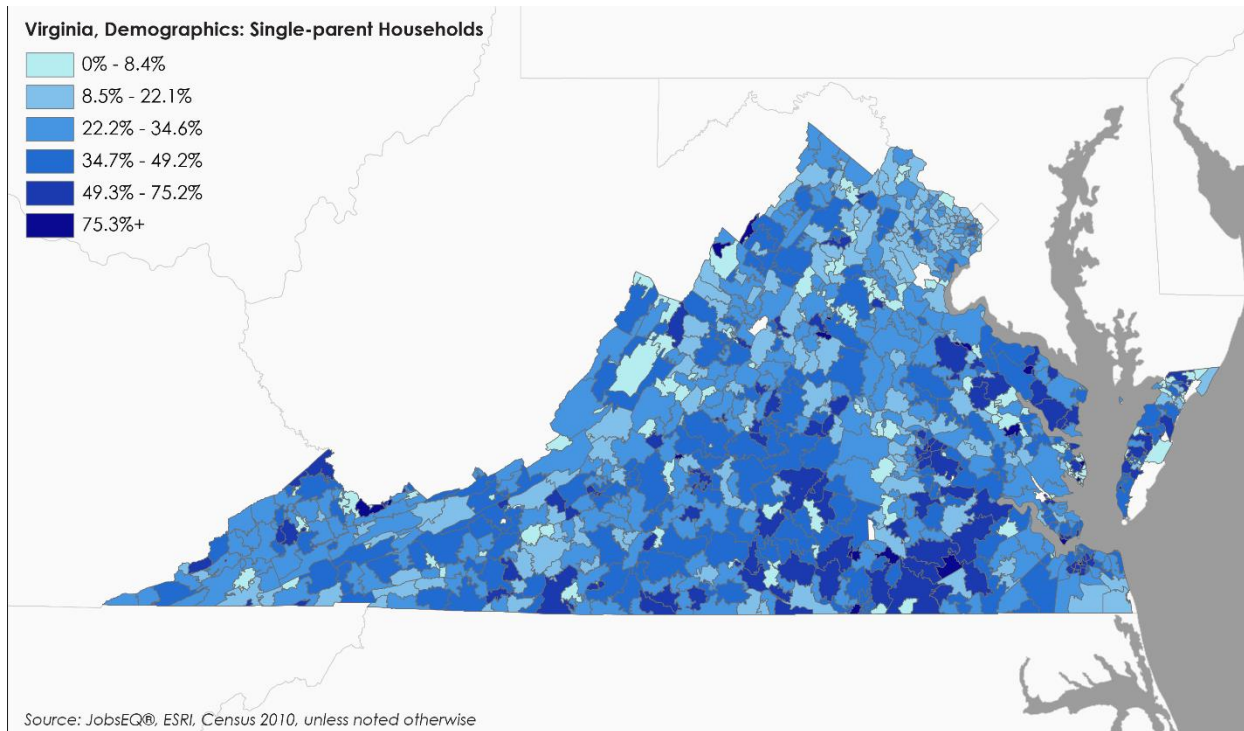 Virginia, Demographics: Single-parent Households
0% - 8.4%
8.5% - 22.1%
22.2% - 34.6%
34.7% - 49.2%
49.3% - 75.2%
75.3%+
Source: JobsEQ®, ESRI, Census 2010, unless noted otherwise